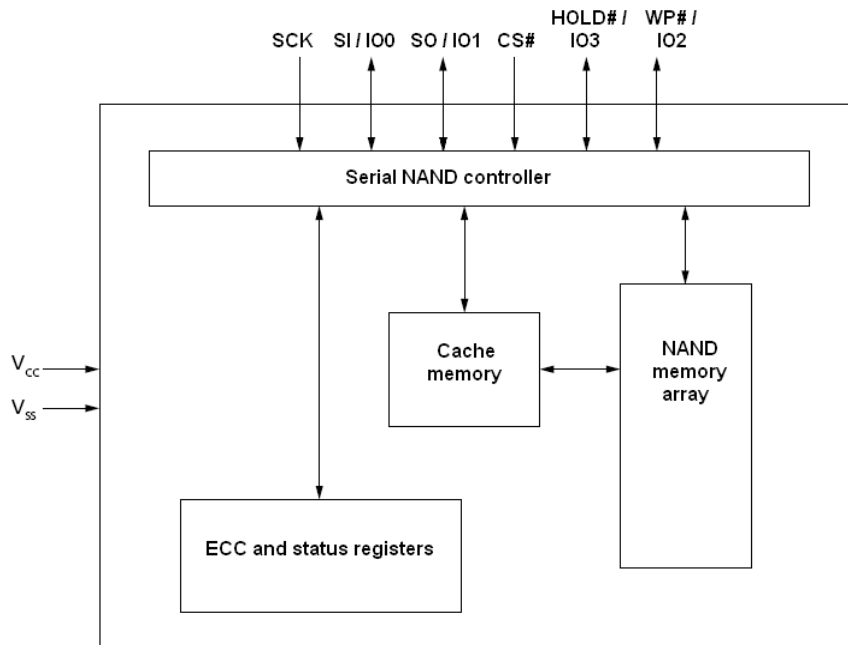 HOLD# / WP# /
SCK SI / IO0 SO / IO1 CS# IO3 IO2
Serial NAND controller
Cache
memory
NAND
memory
array
Vcc
Vss
ECC and status registers